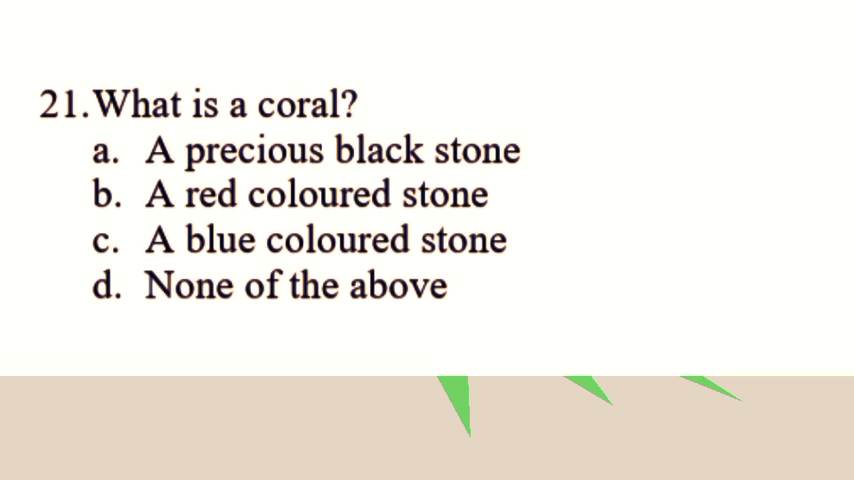 21.What is a coral?
a. A precious black stone
b. A red coloured stone
c. A blue coloured stone
d. None of the above